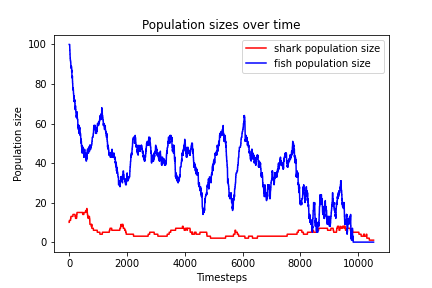 Population sizes over time
shark population size
fish population size
Population size
100
80
60
40
20
0
0
2000
4000
6000
8000
10000
Timesteps